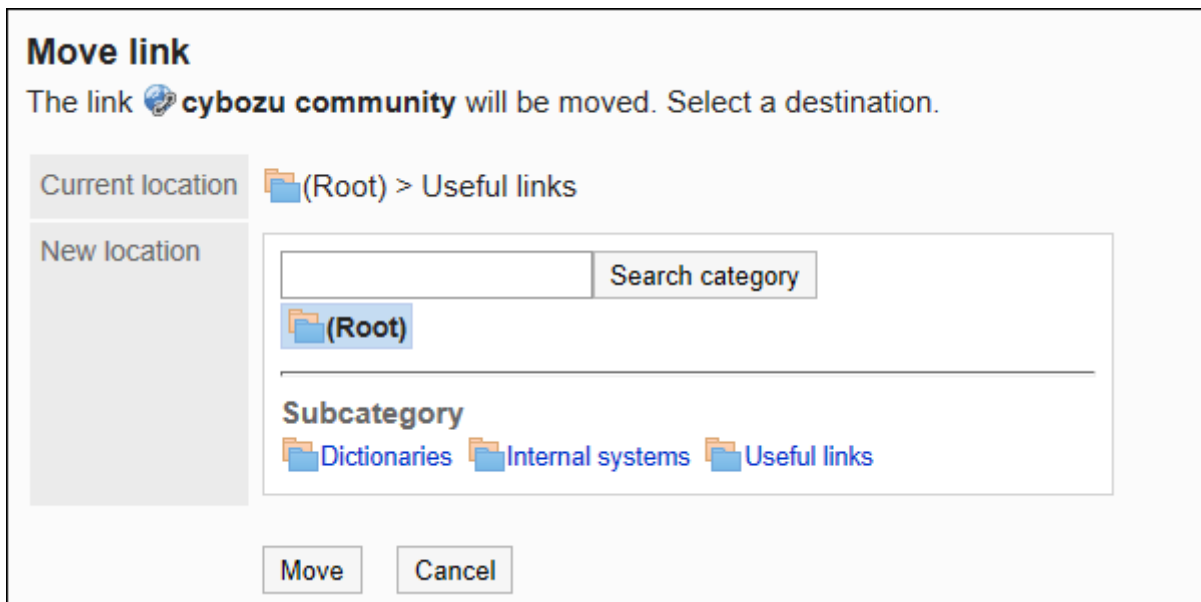 Move link
The link cybozu community will be moved. Select a destination.
Current location (Root) > Useful links
New location
Search category
(Root)
Subcategory
Dictionaries Internal systems Useful links
Move Cancel